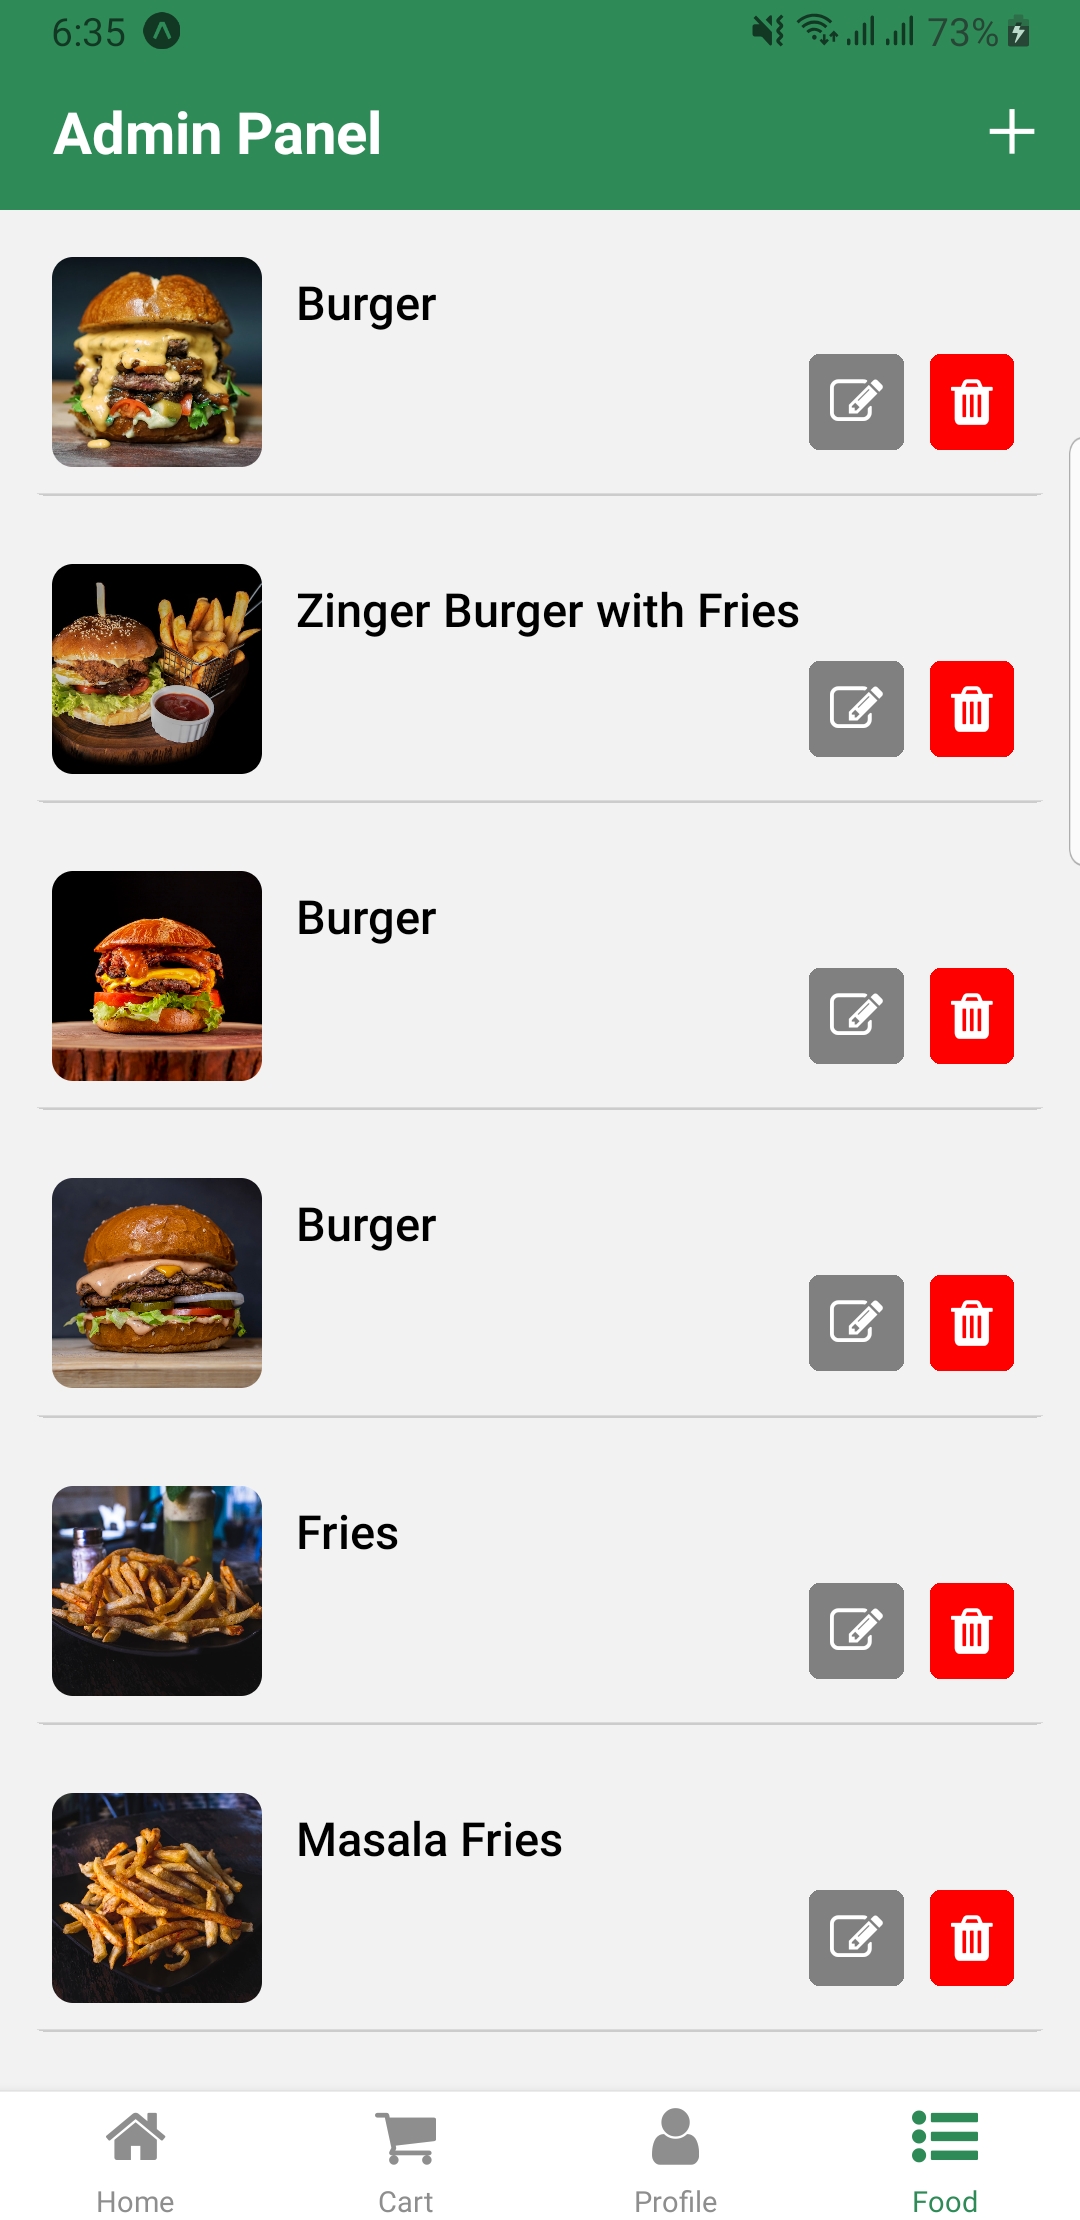 6:35
73%
Admin Panel
Burger
Zinger Burger with Fries
Burger
Burger
Fries
Masala Fries
Home
Cart
Profile
Food